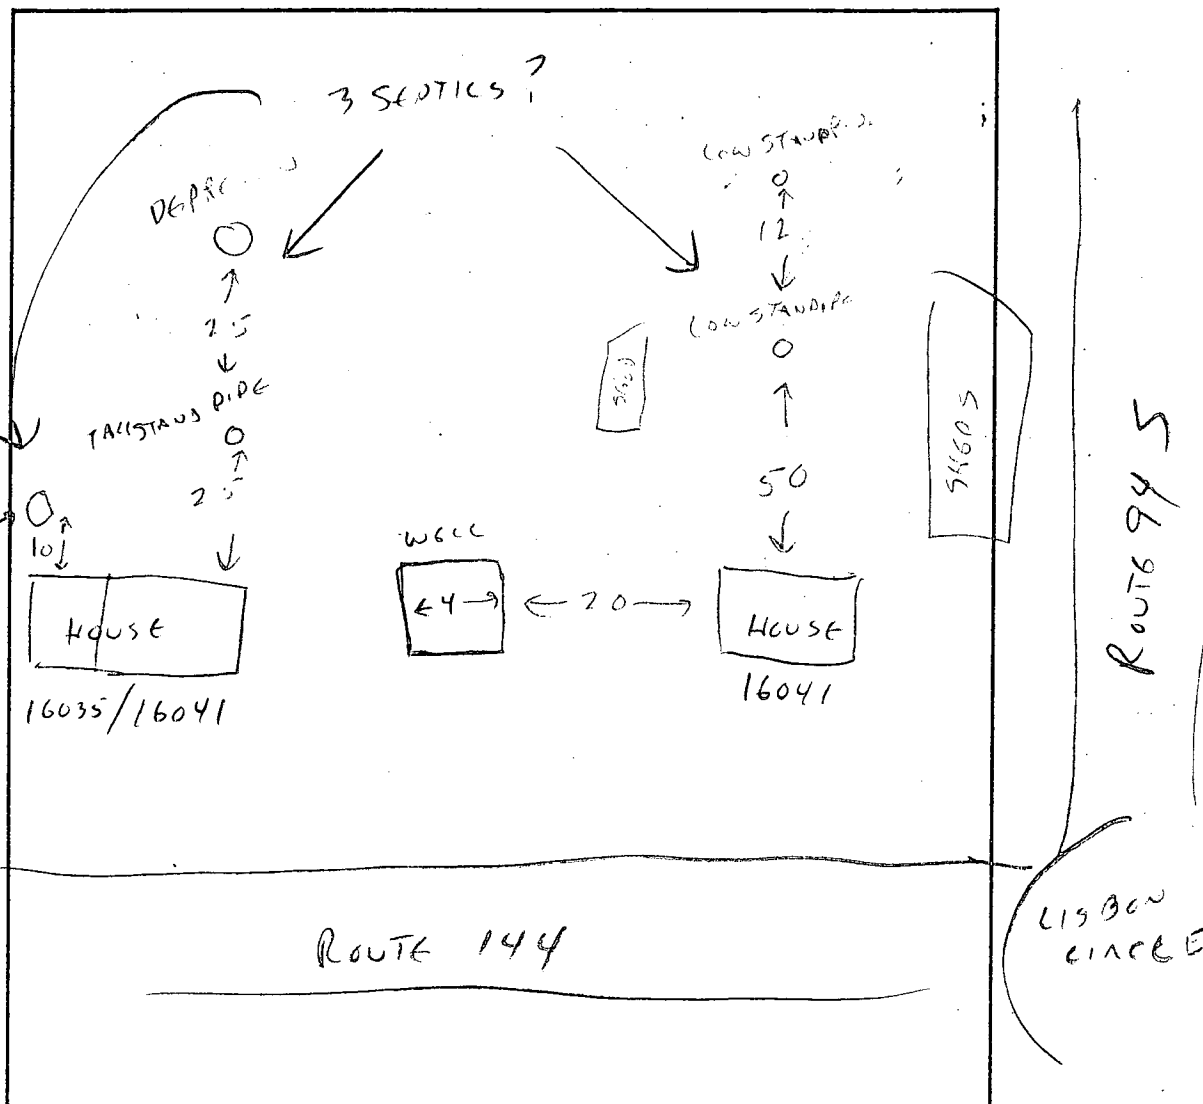 3 SEPTICS?
LOW STANDPIPE
12
LOW STANDPIPE
25
SHED
TALL STAND PIPE
SHEDS
25
50
10
WELL
HOUSE
4
20
HOUSE
16035/16041
16041
ROUTE 94 S
ROUTE 144
LISBON
CIRCLE